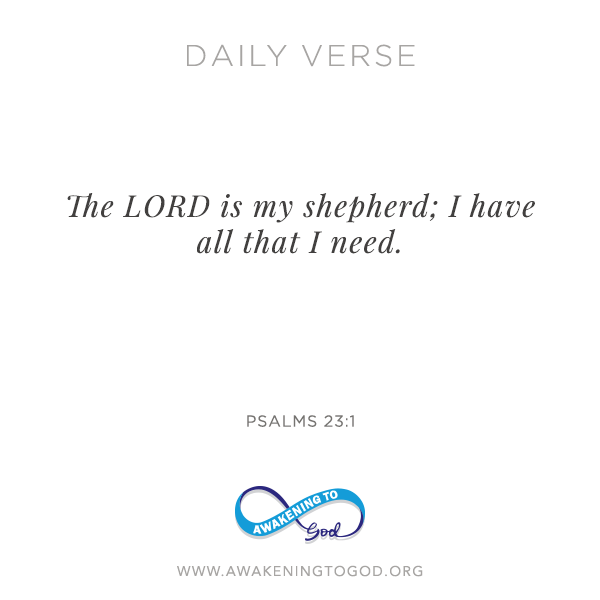 DAILY VERSE
The LORD is my shepherd; I have
all that I need.
PSALMS 23:1
AWAKENING TO
God
WWW.AWAKENINGTOGOD.ORG